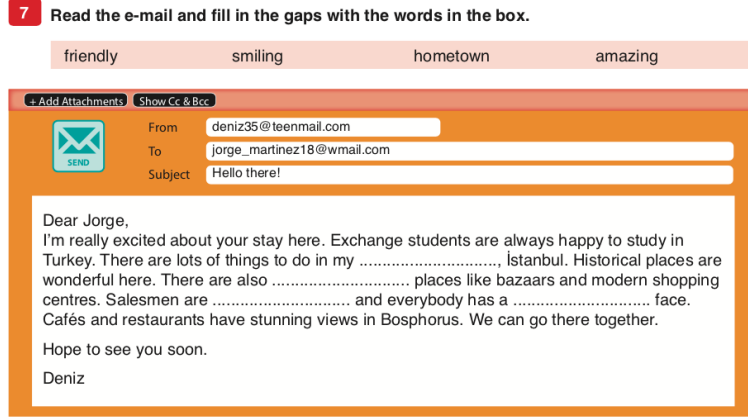 7 Read the e-mail and fill in the gaps with the words in the box.
friendly smiling hometown amazing
+ Add Attachments Show Cc & Bcc
From deniz35@teenmail.com
To jorge_martinez18@wmail.com
SEND
Subject Hello there!
Dear Jorge,
I'm really excited about your stay here. Exchange students are always happy to study in
Turkey. There are lots of things to do in my .............................., İstanbul. Historical places are
wonderful here. There are also .............................. places like bazaars and modern shopping
centres. Salesmen are .............................. and everybody has a .............................. face.
Cafés and restaurants have stunning views in Bosphorus. We can go there together.
Hope to see you soon.
Deniz